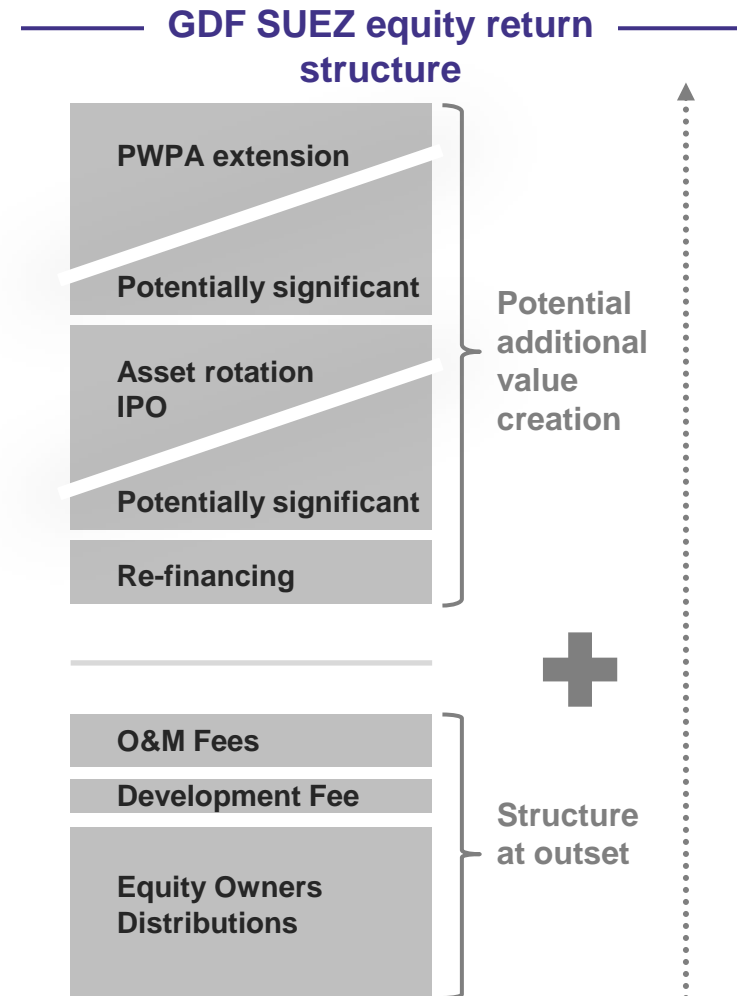 GDF SUEZ equity return
structure
PWPA extension
Potentially significant
Asset rotation
IPO
Potentially significant
Re-financing
Potential
additional
value
creation
O&M Fees
Development Fee
Equity Owners
Distributions
Structure
at outset